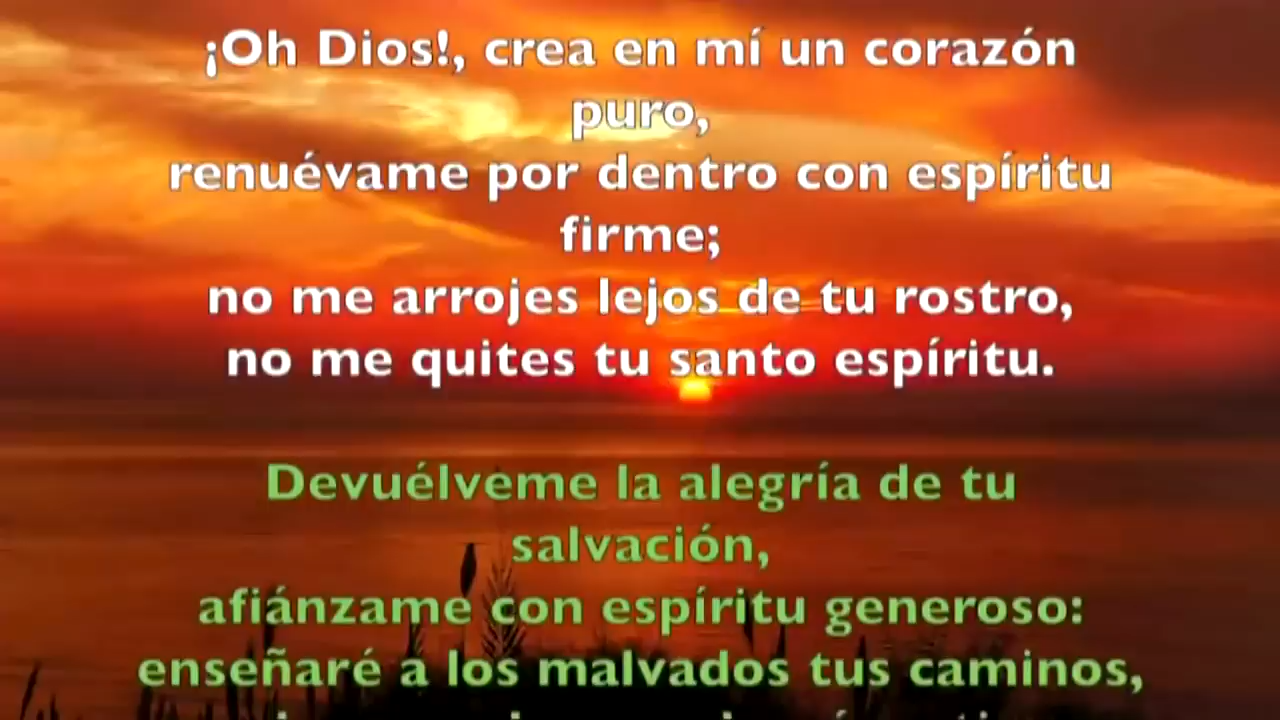 ¡Oh Dios!, crea en mí un corazón
puro,
renuévame por dentro con espíritu
firme;
no me arrojes lejos de tu rostro,
no me quites tu santo espíritu.
Devuélveme la alegría de tu
salvación,
afiánzame con espíritu generoso:
enseñaré a los malvados tus caminos,